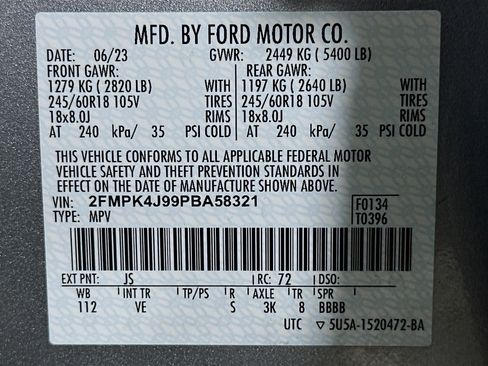 MFD. BY FORD MOTOR CO.
DATE: 06/23 GVWR: 2449 KG ( 5400 LB)
FRONT GAWR: REAR GAWR:
1279 KG ( 2820 LB) WITH 1197 KG ( 2640 LB) WITH
245/60R18 105V TIRES 245/60R18 105V TIRES
18x8.0J RIMS 18x8.0J RIMS
AT 240 kPa/ 35 PSI COLD AT 240 kPa/ 35 PSI COLD
THIS VEHICLE CONFORMS TO ALL APPLICABLE FEDERAL MOTOR
VEHICLE SAFETY AND THEFT PREVENTION STANDARDS IN
EFFECT ON THE DATE OF MANUFACTURE SHOWN ABOVE.
VIN: 2FMPK4J99PBA58321 F0134
TYPE: MPV T0396
EXT PNT: JS RC: 72 DSO:
WB INT TR TP/PS R AXLE TR SPR
112 VE S 3K 8 BBBB
UTC ▽ 5U5A-1520472-BA